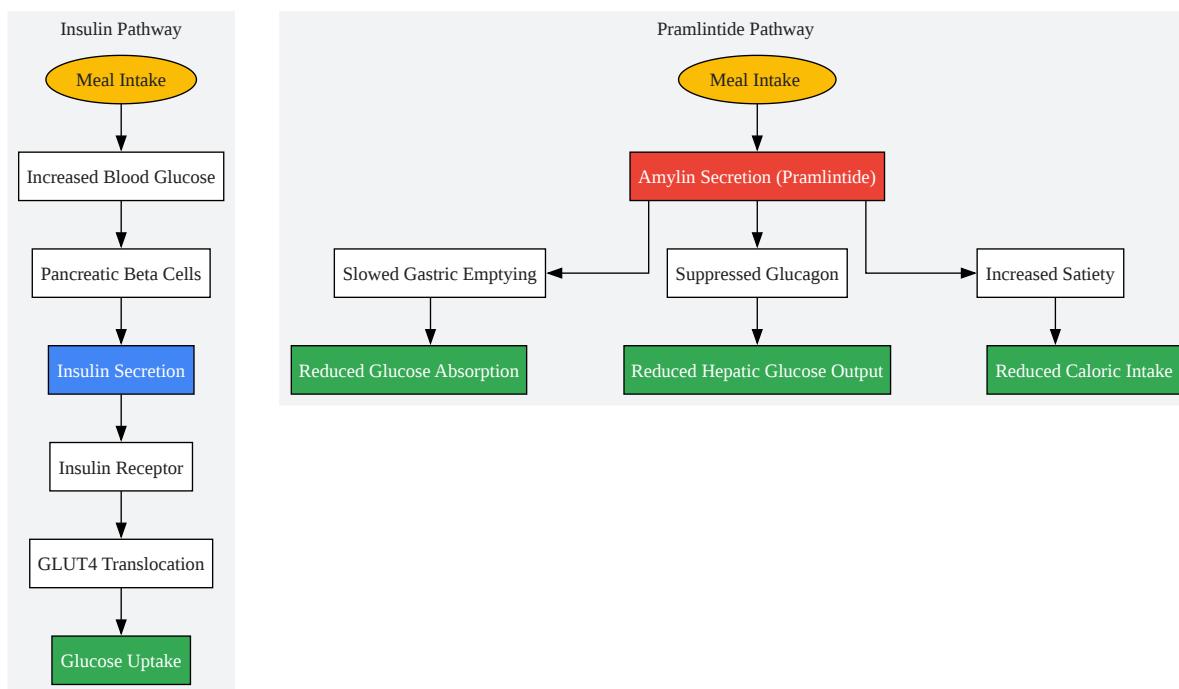 Insulin Pathway
Meal Intake
Increased Blood Glucose
Pancreatic Beta Cells
Insulin Secretion
Insulin Receptor
GLUT4 Translocation
Glucose Uptake
Pramlintide Pathway
Meal Intake
Amylin Secretion (Pramlintide)
Slowed Gastric Emptying
Suppressed Glucagon
Increased Satiety
Reduced Glucose Absorption
Reduced Hepatic Glucose Output
Reduced Caloric Intake